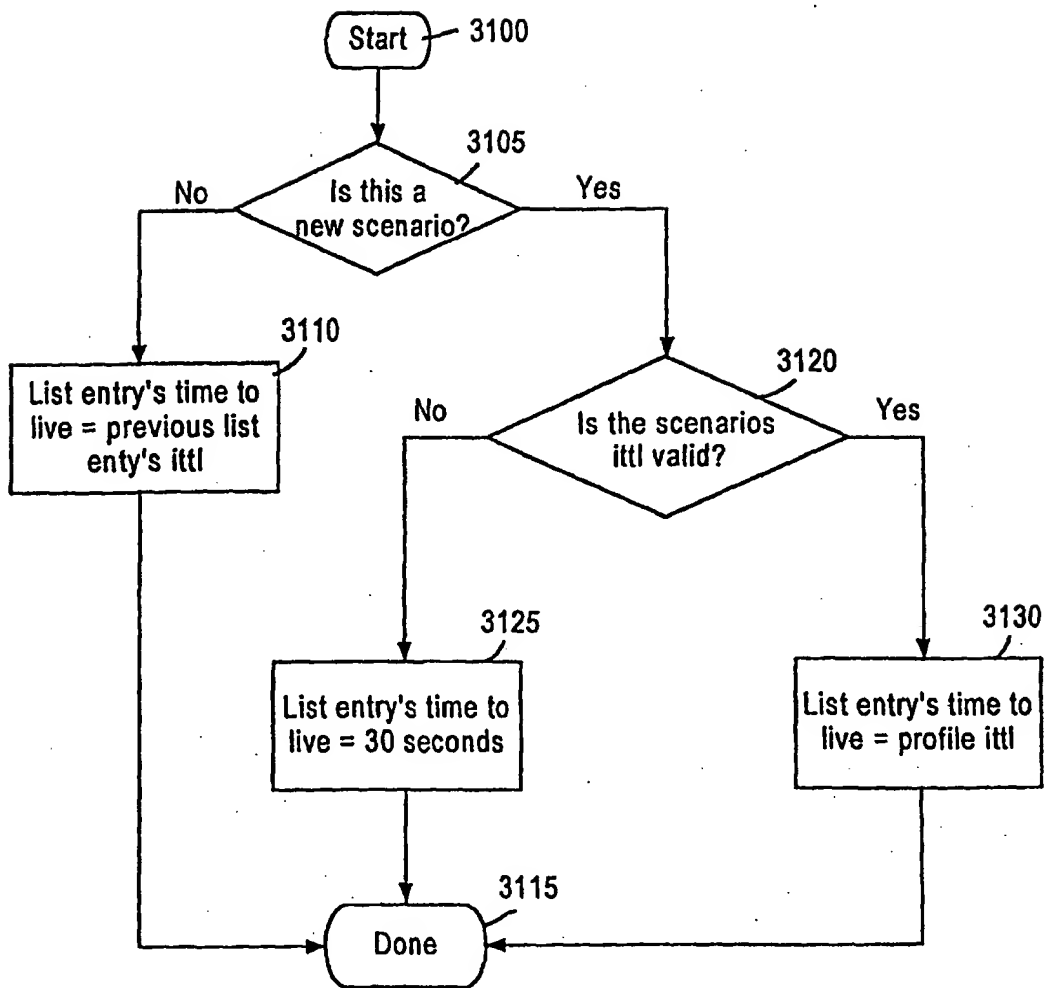 Start
3100
3105
Is this a
new scenario?
No
Yes
3110
List entry's time to
live = previous list
enty's ittl
3120
Is the scenarios
ittl valid?
No
Yes
3125
List entry's time to
live = 30 seconds
3130
List entry's time to
live = profile ittl
3115
Done